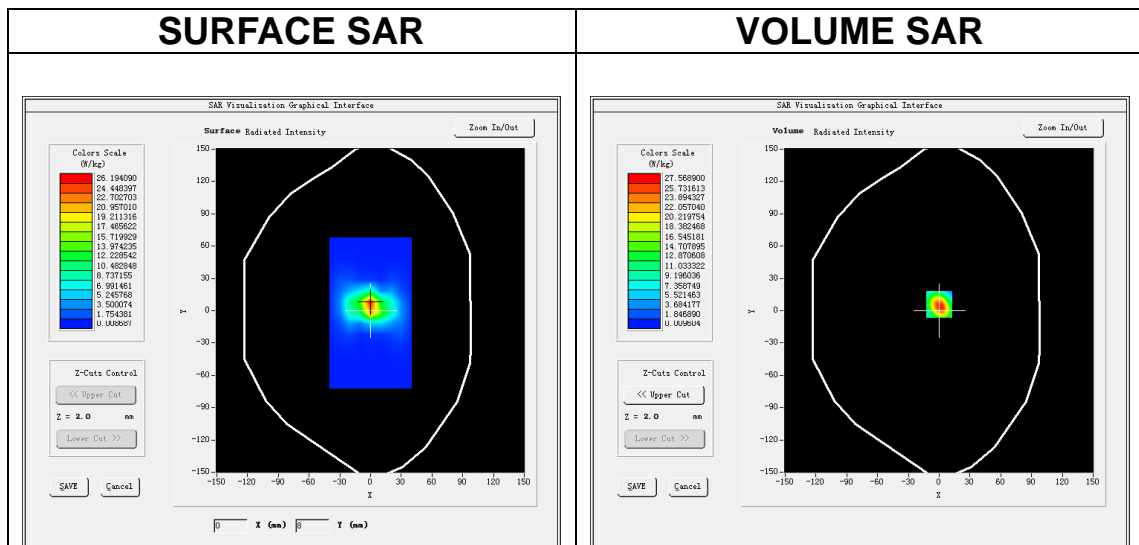 SURFACE SAR
VOLUME SAR
SAR Visualisation Graphical Interface
Surface Radiated Intensity
Zoom In/Out
Colors Scale
(W/kg)
26.194090
24.448397
22.702703
20.957010
19.211316
17.465622
15.719929
13.974235
12.228542
10.482848
8.737155
6.991461
5.245768
3.500074
1.754381
0.008687
150
120
90
60
30
0
-30
-60
-90
-120
-150
Y
-150 -120 -90 -60 -30 0 30 60 90 120 150
X
Z-Cuts Control
<< Upper Cut
Z = 2.0 mm
Lower Cut >>
SAVE Cancel
0 X (mm) 8 Y (mm)
SAR Visualisation Graphical Interface
Volume Radiated Intensity
Zoom In/Out
Colors Scale
(W/kg)
27.568900
25.731613
23.894327
22.057040
20.219754
18.382468
16.545181
14.707895
12.870608
11.033322
9.196036
7.358749
5.521463
3.684177
1.846890
0.009604
150
120
90
60
30
0
-30
-60
-90
-120
-150
Y
-150 -120 -90 -60 -30 0 30 60 90 120 150
X
Z-Cuts Control
<< Upper Cut
Z = 2.0 mm
Lower Cut >>
SAVE Cancel